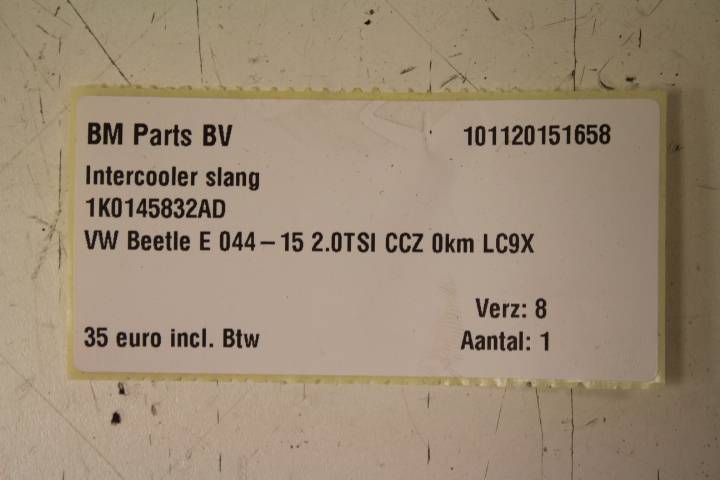 BM Parts BV 101120151658
Intercooler slang
1K0145832AD
VW Beetle E 044-15 2.0TSI CCZ 0km LC9X
Verz: 8
35 euro incl. Btw Aantal: 1